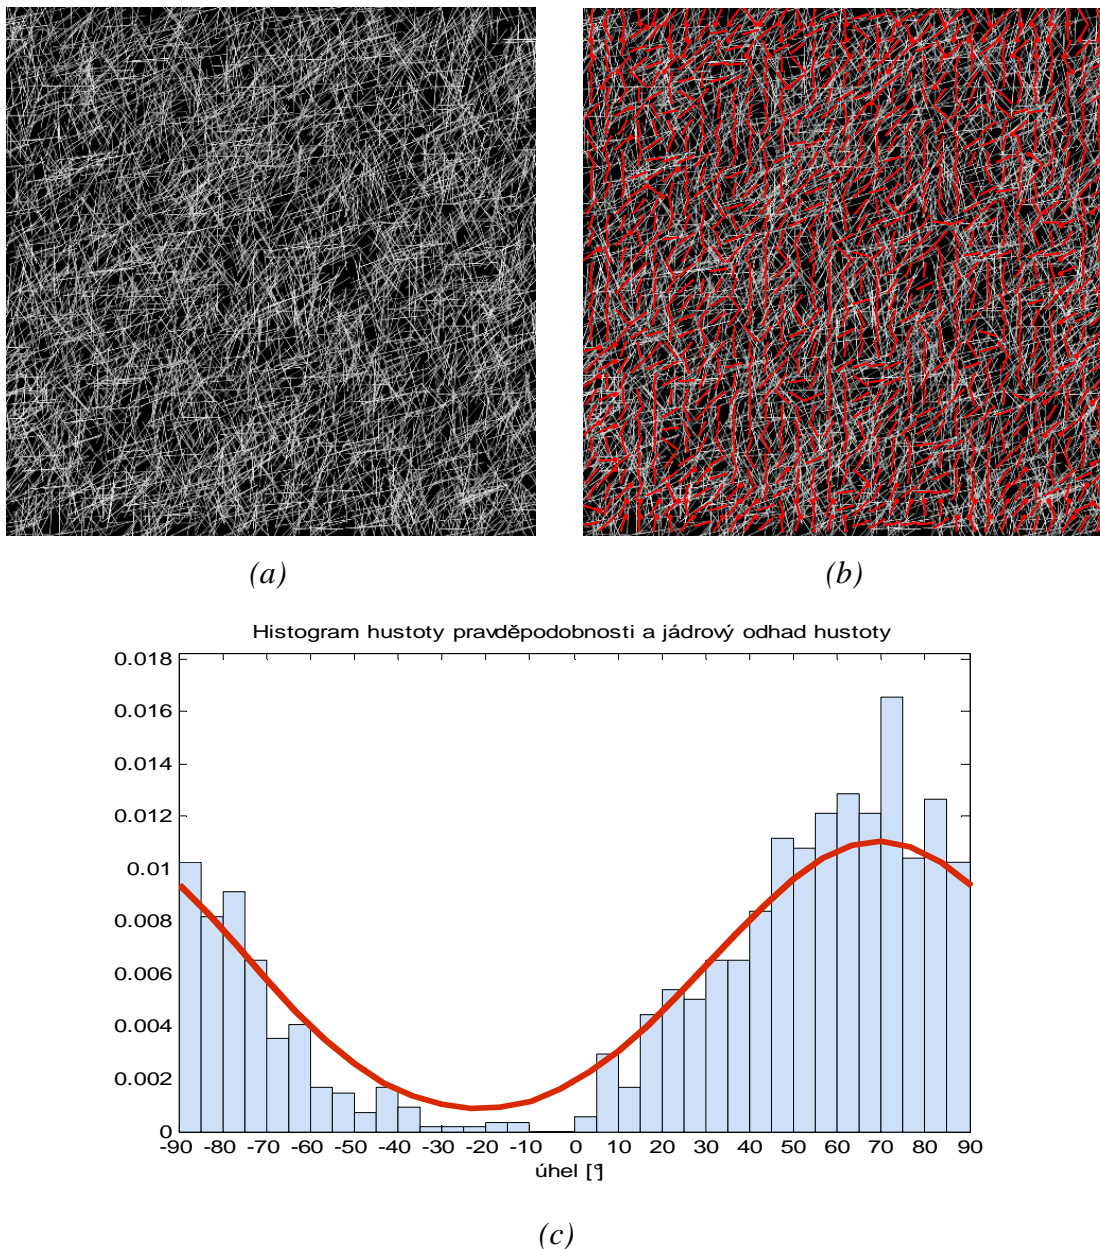 (a) (b)
Histogram hustoty pravděpodobnosti a jádrový odhad hustoty
0.018
0.016
0.014
0.012
0.01
0.008
0.006
0.004
0.002
0
-90 -80 -70 -60 -50 -40 -30 -20 -10 0 10 20 30 40 50 60 70 80 90
úhel [°]
(c)